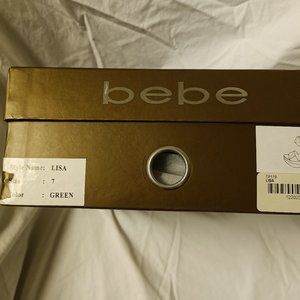 bebe
Style Name: LISA
: 7
Color : GREEN
LISA